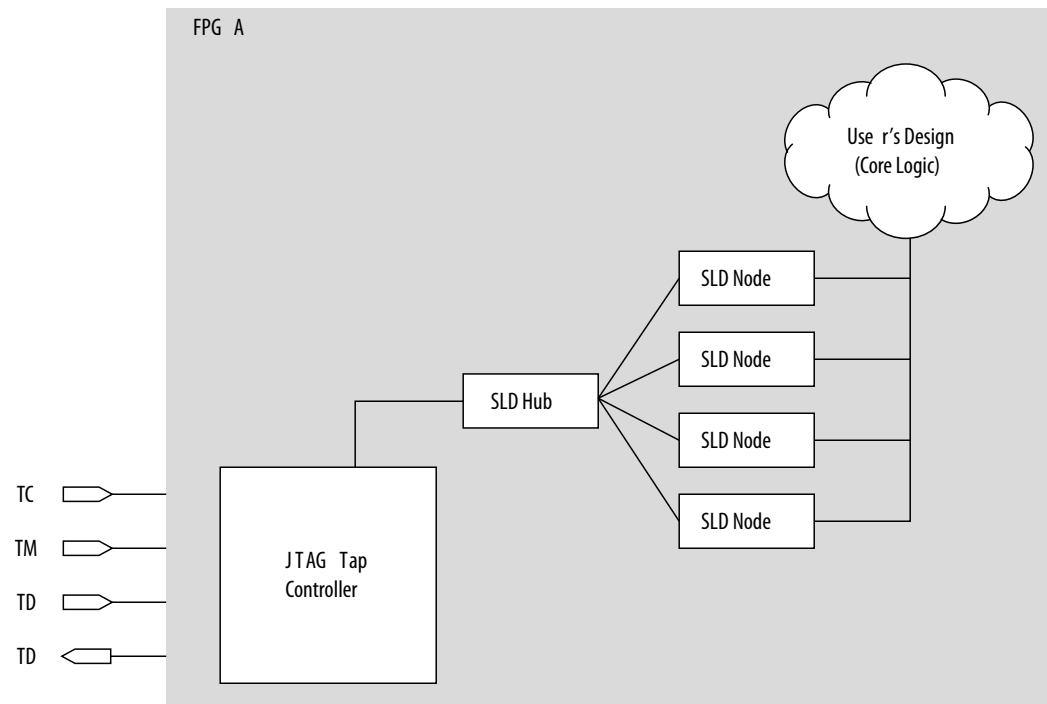 FPG A
Use r's Design
(Core Logic)
SLD Node
SLD Node
SLD Hub
SLD Node
SLD Node
TC
TM
JTAG Tap
Controller
TD
TD